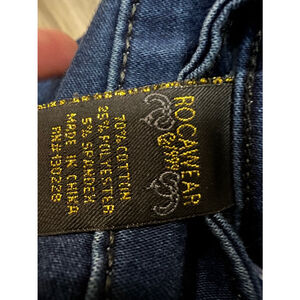 ROCAWEAR
70% COTTON
25% POLYESTER
5% SPANDEX
MADE IN CHINA
RN# 130228